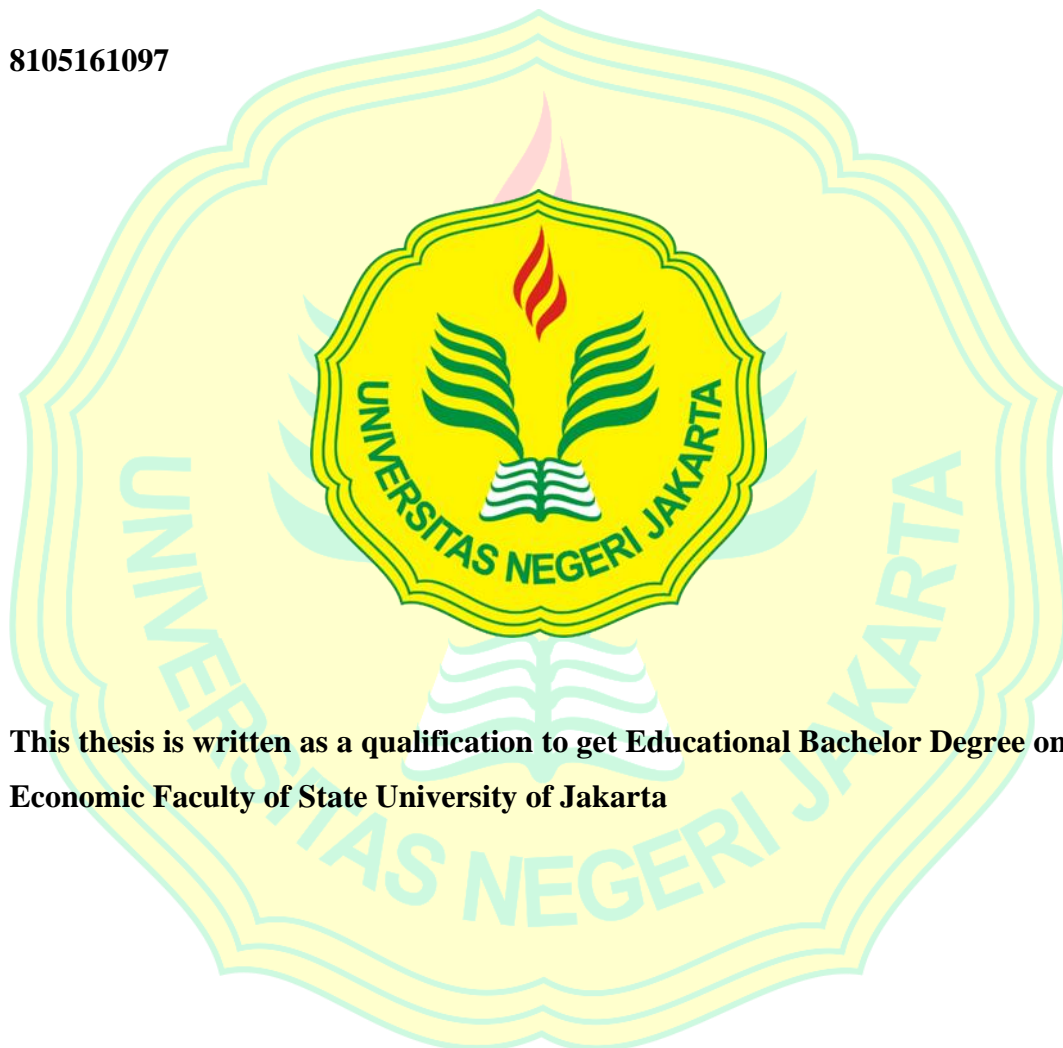 8105161097
UNIVERSITAS NEGERI JAKARTA
This thesis is written as a qualification to get Educational Bachelor Degree on
Economic Faculty of State University of Jakarta
UNIVERSITAS NEGERI JAKARTA